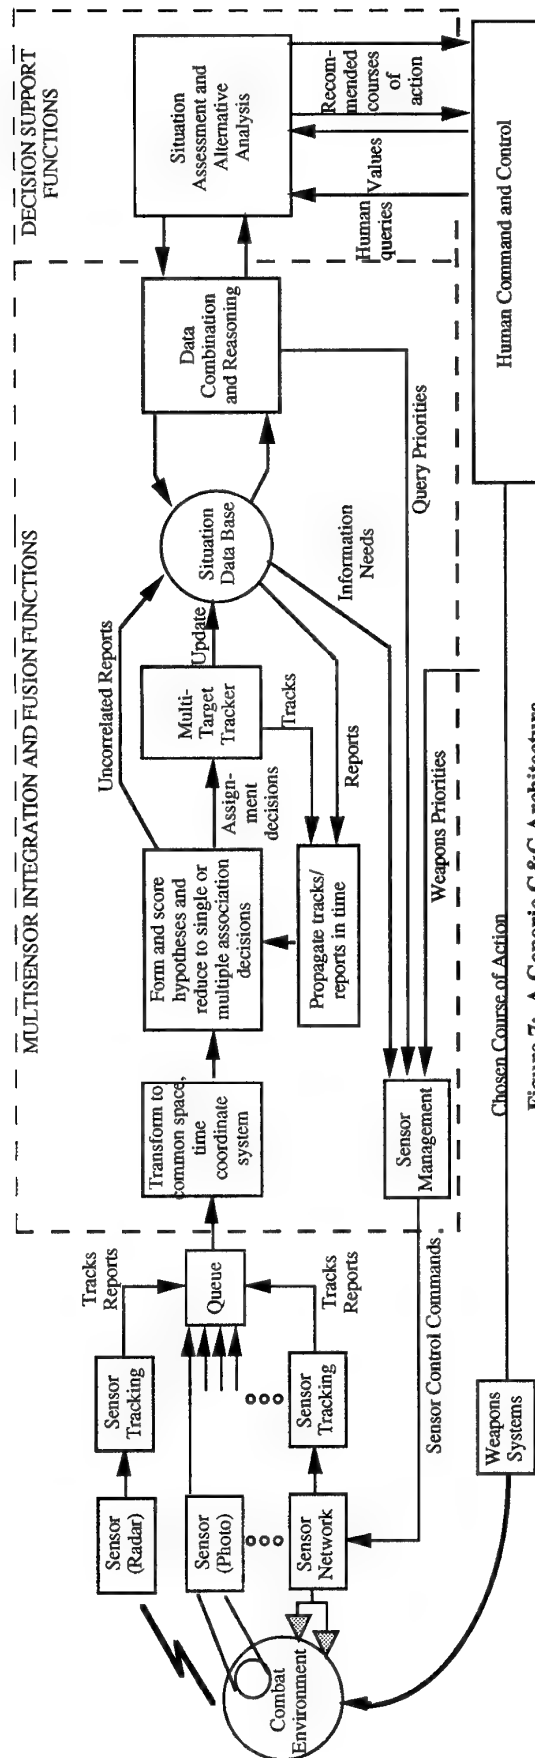 MULTISENSOR INTEGRATION AND FUSION FUNCTIONS
DECISION SUPPORT
FUNCTIONS
Sensor
(Radar)
Sensor
Tracking
Tracks
Reports
Sensor
(Photo)
Queue
Sensor
Network
Sensor
Tracking
Tracks
Reports
Combat
Environment
Transform to
common space,
time
coordinate
system
Form and score
hypotheses and
reduce to single or
multiple association
decisions
Uncorrelated Reports
Assign-
ment
decisions
Multi-
Target
Tracker
Update
Tracks
Situation
Data Base
Reports
Propagate tracks/
reports in time
Information
Needs
Data
Combination
and Reasoning
Situation
Assessment and
Alternative
Analysis
Human
queries
Values
Recom-
mended
courses
of
action
Query Priorities
Sensor
Management
Sensor Control Commands
Weapons Priorities
Human Command and Control
Chosen Course of Action
Weapons
Systems
Figure 7: A Generic C&C Architecture